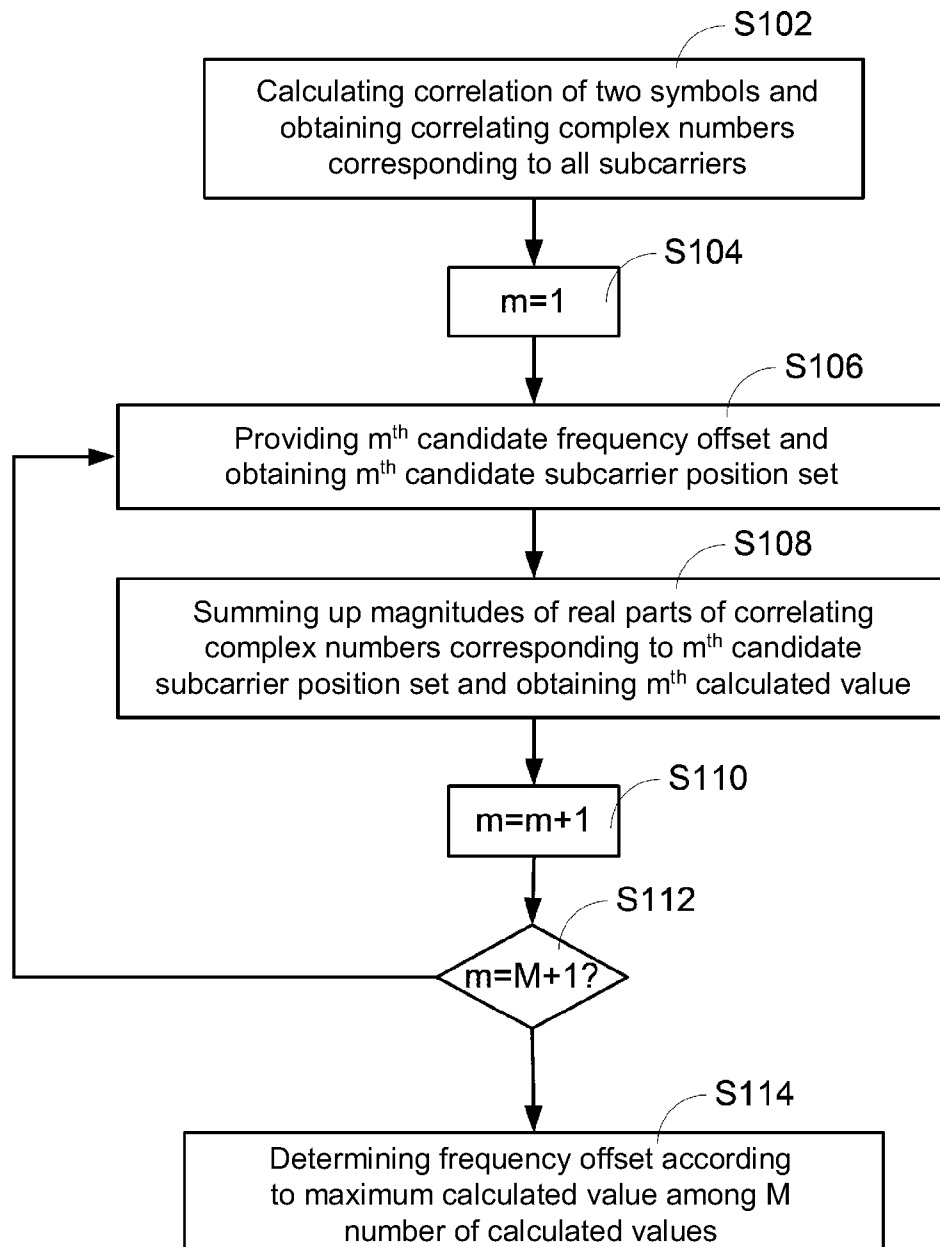 S102
Calculating correlation of two symbols and
obtaining correlating complex numbers
corresponding to all subcarriers
S104
m=1
S106
Providing mth candidate frequency offset and
obtaining mth candidate subcarrier position set
S108
Summing up magnitudes of real parts of correlating
complex numbers corresponding to mth candidate
subcarrier position set and obtaining mth calculated value
S110
m=m+1
S112
m=M+1?
S114
Determining frequency offset according
to maximum calculated value among M
number of calculated values